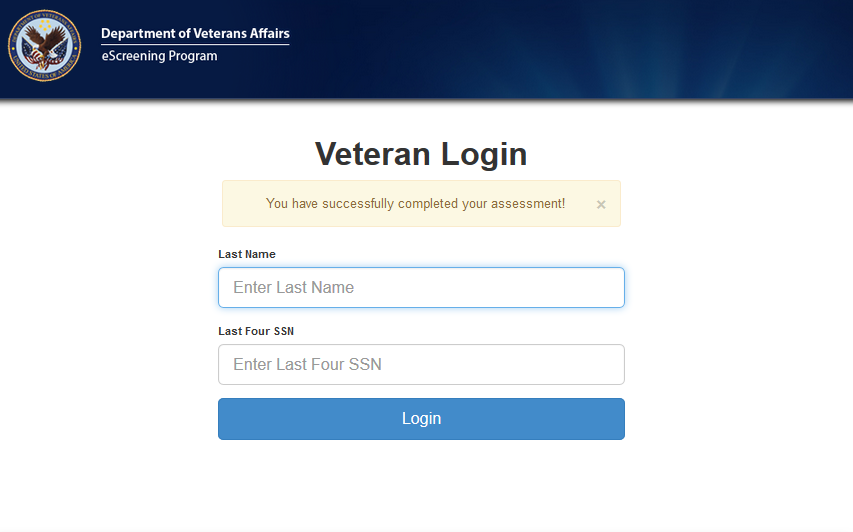 Department of Veterans Affairs
eScreening Program
Veteran Login
You have successfully completed your assessment! ×
Last Name
Enter Last Name
Last Four SSN
Enter Last Four SSN
Login